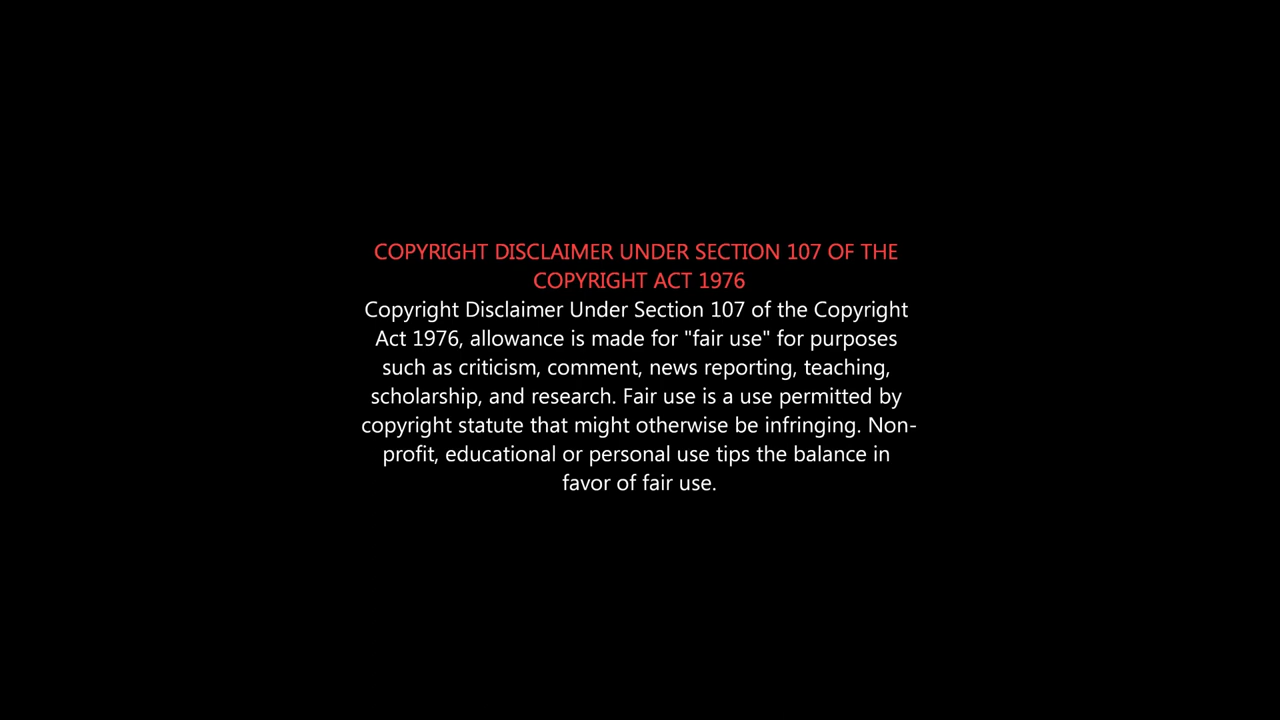 COPYRIGHT DISCLAIMER UNDER SECTION 107 OF THE
COPYRIGHT ACT 1976
Copyright Disclaimer Under Section 107 of the Copyright
Act 1976, allowance is made for "fair use" for purposes
such as criticism, comment, news reporting, teaching,
scholarship, and research. Fair use is a use permitted by
copyright statute that might otherwise be infringing. Non-
profit, educational or personal use tips the balance in
favor of fair use.